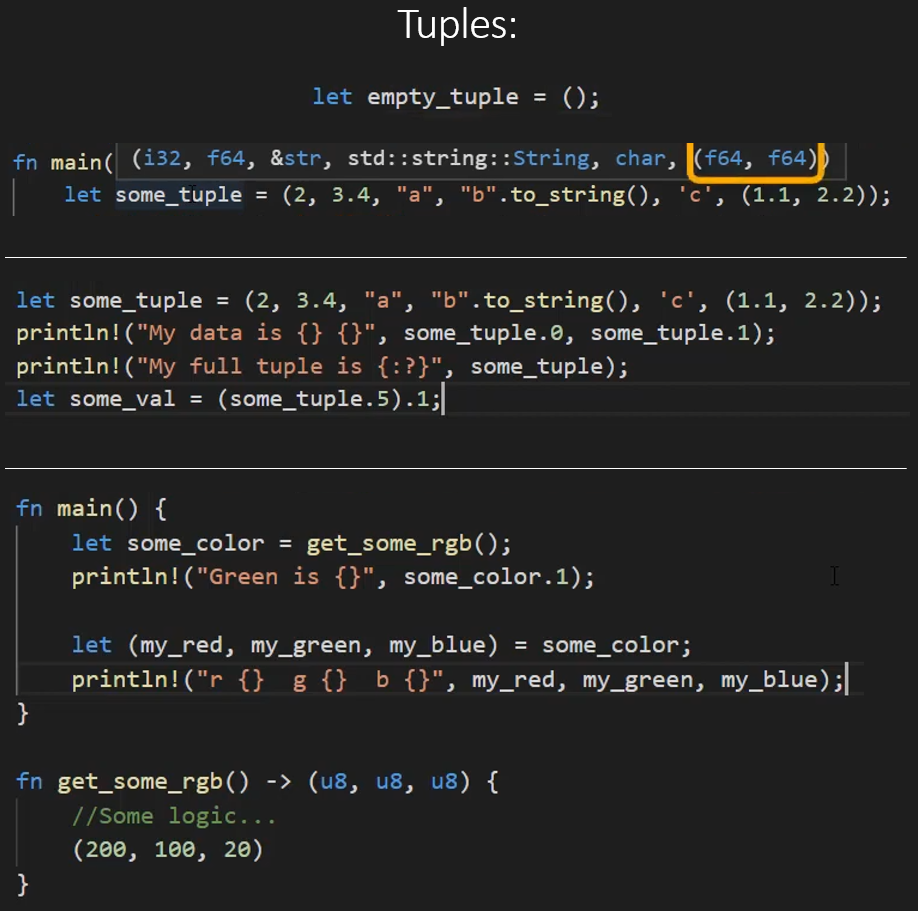 Tuples:
let empty_tuple = ();
(i32, f64, &str, std::string::String, char, (f64, f64))
fn main(
let some_tuple = (2, 3.4, "a", "b".to_string(), 'c', (1.1, 2.2));
let some_tuple = (2, 3.4, "a", "b".to_string(), 'c', (1.1, 2.2));
println!("My data is {} {}", some_tuple.0, some_tuple.1);
println!("My full tuple is {:?}", some_tuple);
let some_val = (some_tuple.5).1;
fn main() {
let some_color = get_some_rgb();
println!("Green is {}", some_color.1);
let (my_red, my_green, my_blue) = some_color;
println!("r {}  g {}  b {}", my_red, my_green, my_blue);
}
fn get_some_rgb() -> (u8, u8, u8) {
//Some logic...
(200, 100, 20)
}